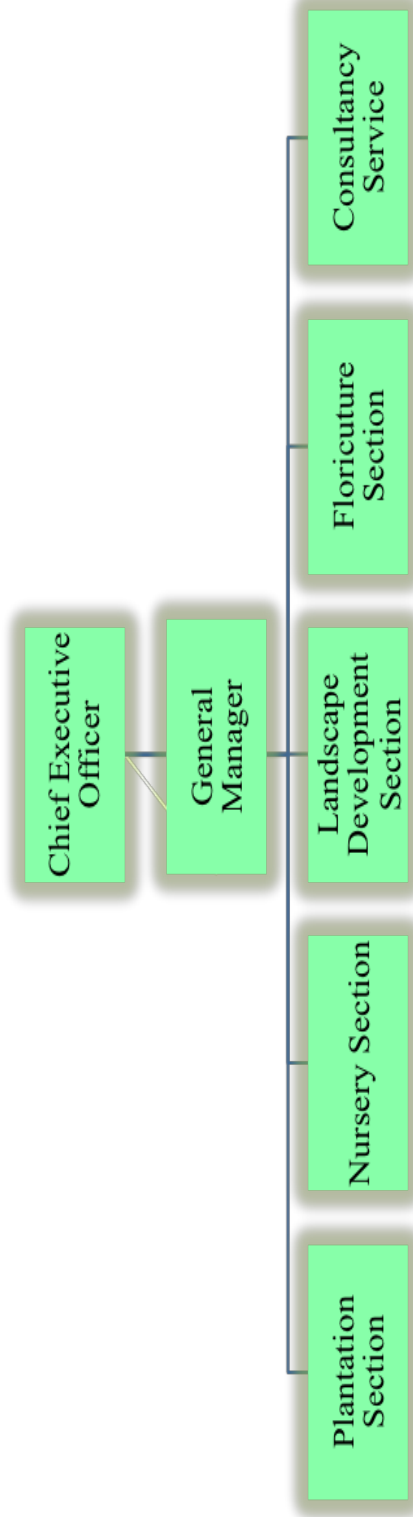 Chief Executive
Officer
General
Manager
Plantation
Section
Nursery Section
Landscape
Development
Section
Floricuture
Section
Consultancy
Service